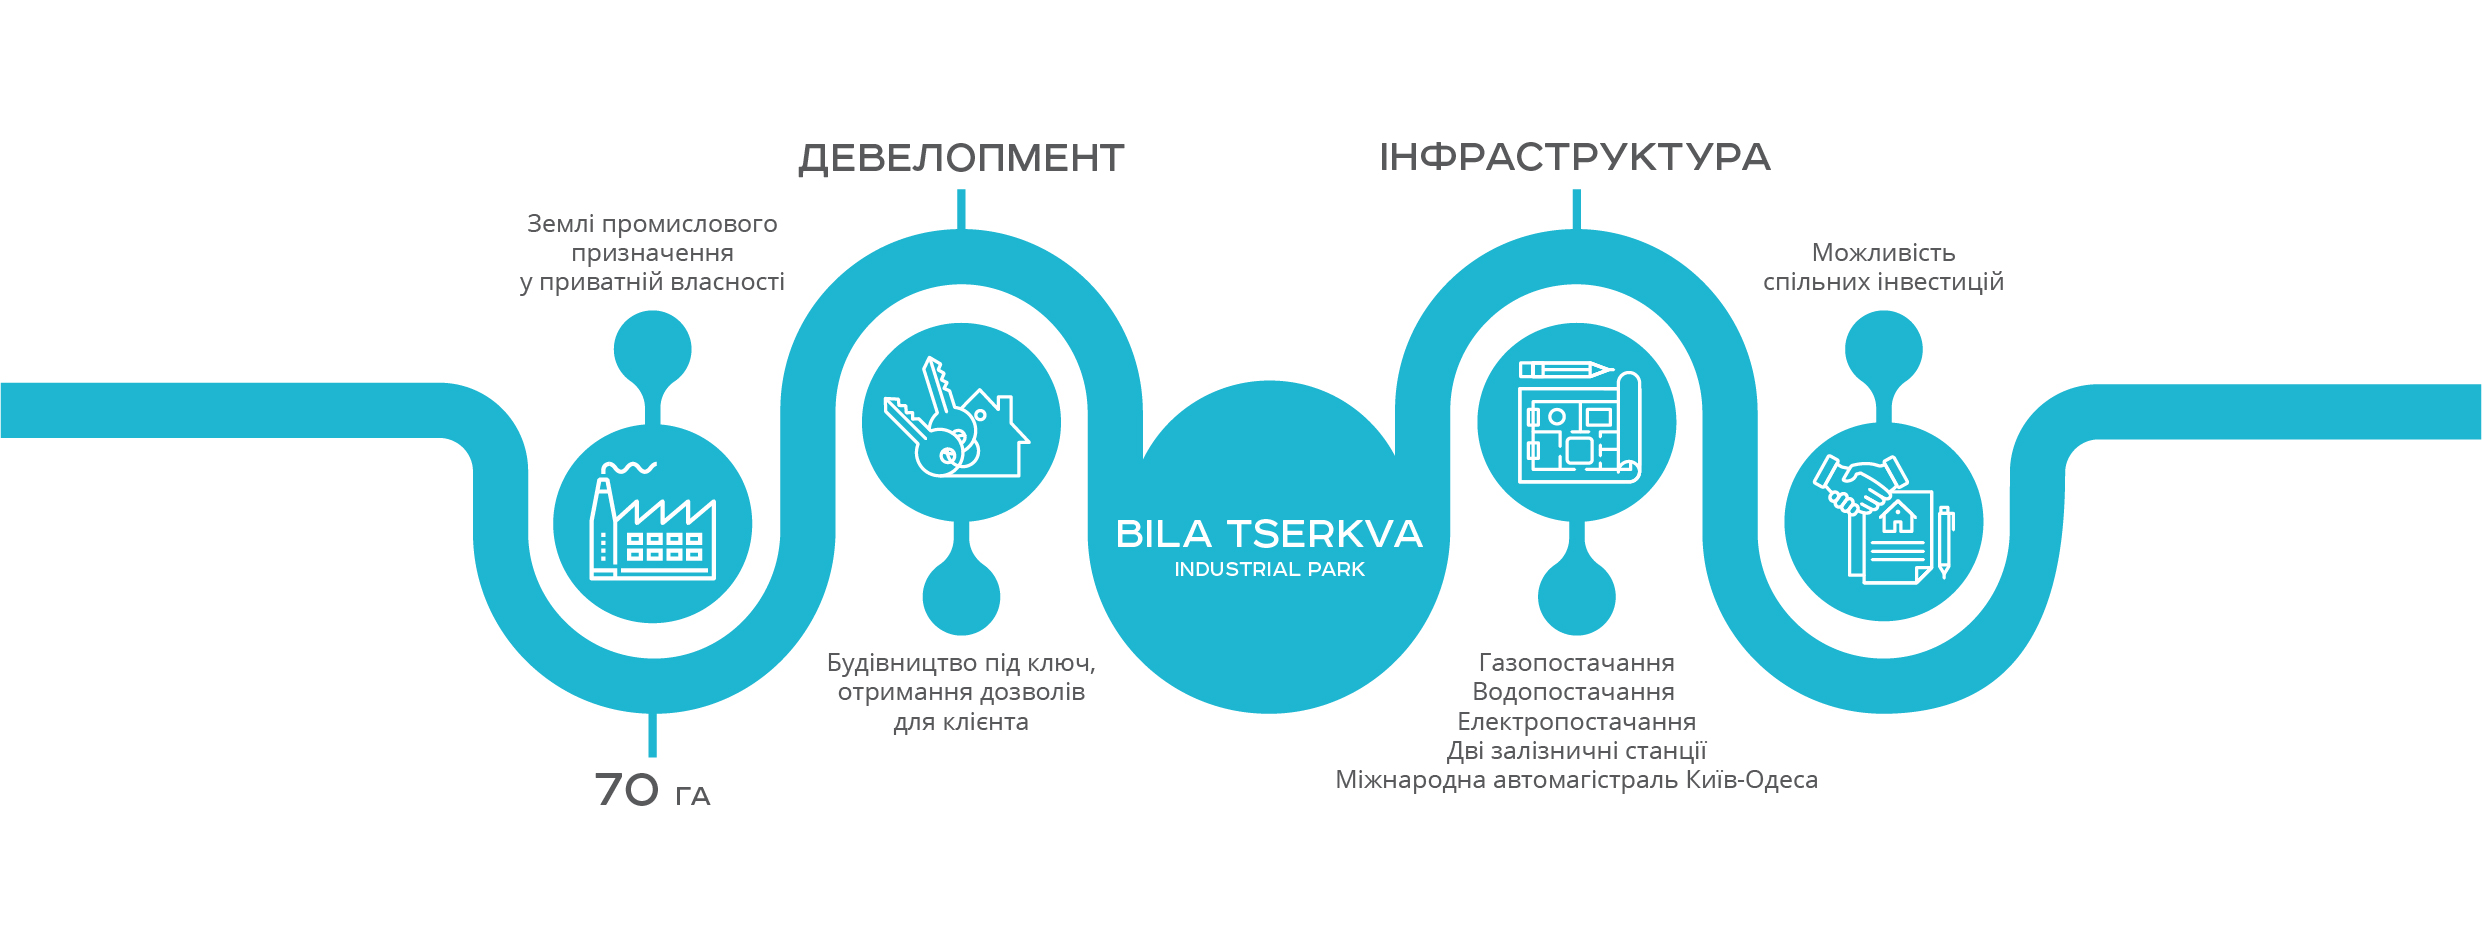 Землі промислового
призначення
у приватній власності
70 ГА
ДЕВЕЛОПМЕНТ
Будівництво під ключ,
отримання дозволів
для клієнта
BILA TSERKVA
INDUSTRIAL PARK
ІНФРАСТРУКТУРА
Газопостачання
Водопостачання
Електропостачання
Дві залізничні станції
Міжнародна автомагістраль Київ-Одеса
Можливість
спільних інвестицій